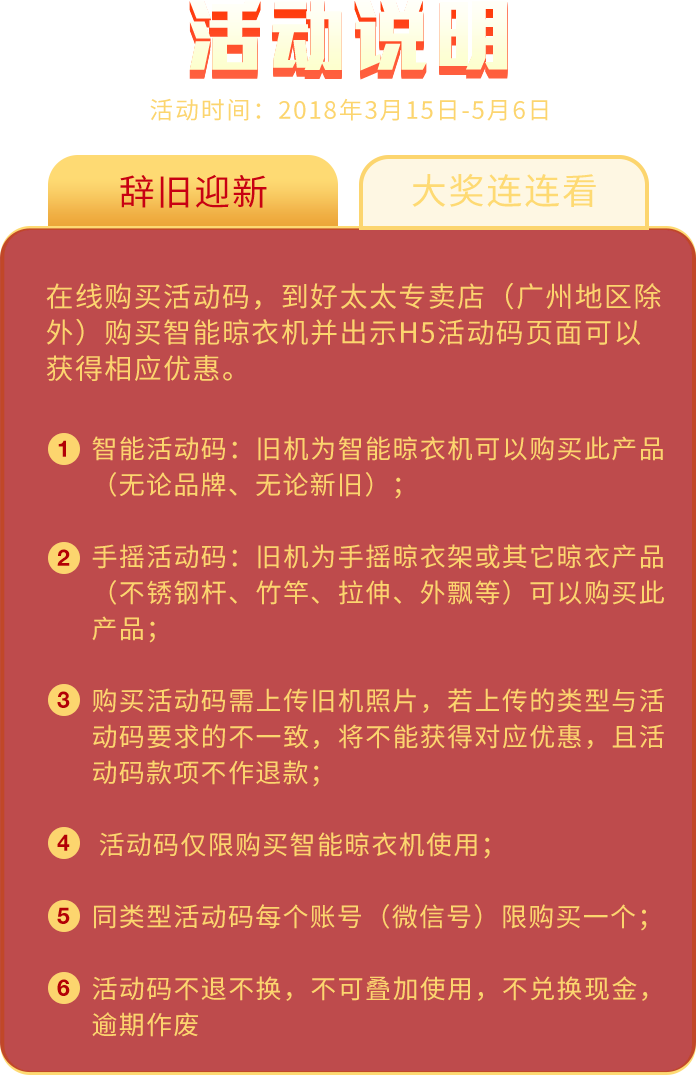 活动说明
活动时间：2018年3月15日-5月6日
辞旧迎新
大奖连连看
在线购买活动码，到好太太专卖店（广州地区除
外）购买智能晾衣机并出示H5活动码页面可以
获得相应优惠。
1 智能活动码：旧机为智能晾衣机可以购买此产品
（无论品牌、无论新旧）；
2 手摇活动码：旧机为手摇晾衣架或其它晾衣产品
（不锈钢杆、竹竿、拉伸、外飘等）可以购买此
产品；
3 购买活动码需上传旧机照片，若上传的类型与活
动码要求的不一致，将不能获得对应优惠，且活
动码款项不作退款；
4 活动码仅限购买智能晾衣机使用；
5 同类型活动码每个账号（微信号）限购买一个；
6 活动码不退不换，不可叠加使用，不兑换现金，
逾期作废